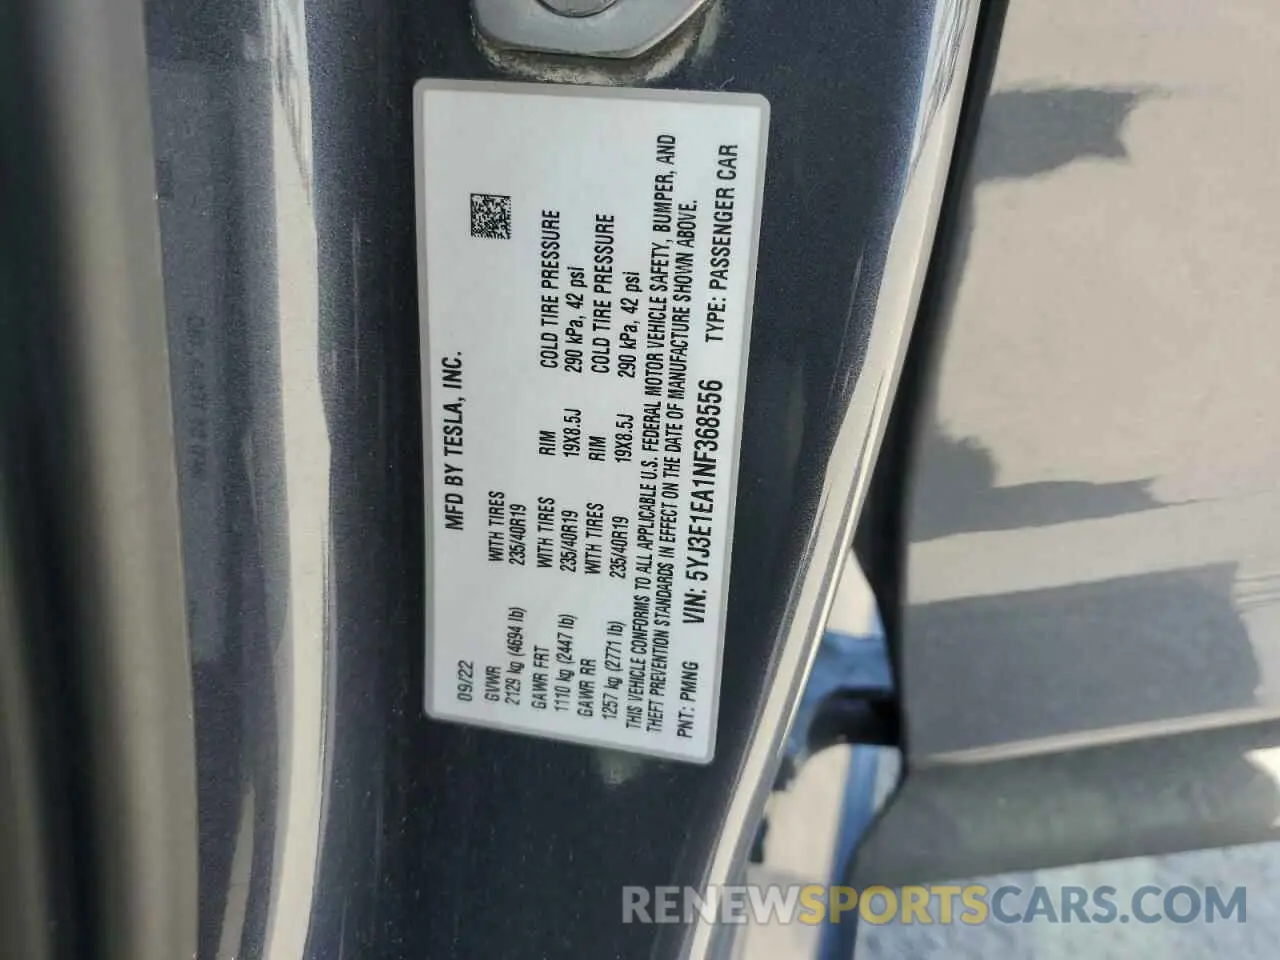 MFD BY TESLA, INC.
09/22
GVWR WITH TIRES
2129 kg (4694 lb) 235/40R19
GAWR FRT WITH TIRES RIM COLD TIRE PRESSURE
1110 kg (2447 lb) 235/40R19 19X8.5J 290 kPa, 42 psi
GAWR RR WITH TIRES RIM COLD TIRE PRESSURE
1257 kg (2771 lb) 235/40R19 19X8.5J 290 kPa, 42 psi
THIS VEHICLE CONFORMS TO ALL APPLICABLE U.S. FEDERAL MOTOR VEHICLE SAFETY, BUMPER, AND
THEFT PREVENTION STANDARDS IN EFFECT ON THE DATE OF MANUFACTURE SHOWN ABOVE.
PNT: PMNG VIN: 5YJ3E1EA1NF368556 TYPE: PASSENGER CAR
RENEWSPORTSCARS.COM